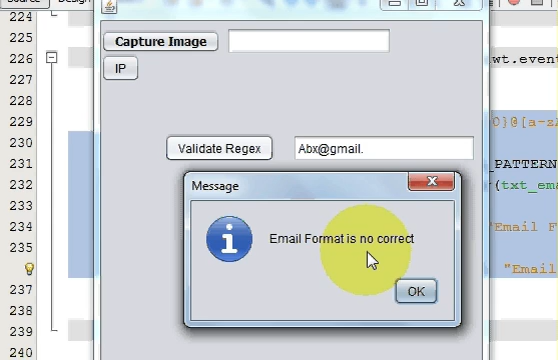 Source
Design
224
225
226
227
228
229
230
231
232
233
234
235
237
238
239
240
Capture Image
IP
Validate Regex
Abx@gmail.
Message
Email Format is no correct
OK
wt.event
0}@[a-z
_PATTERN
(txt_ema
"Email F
"Email